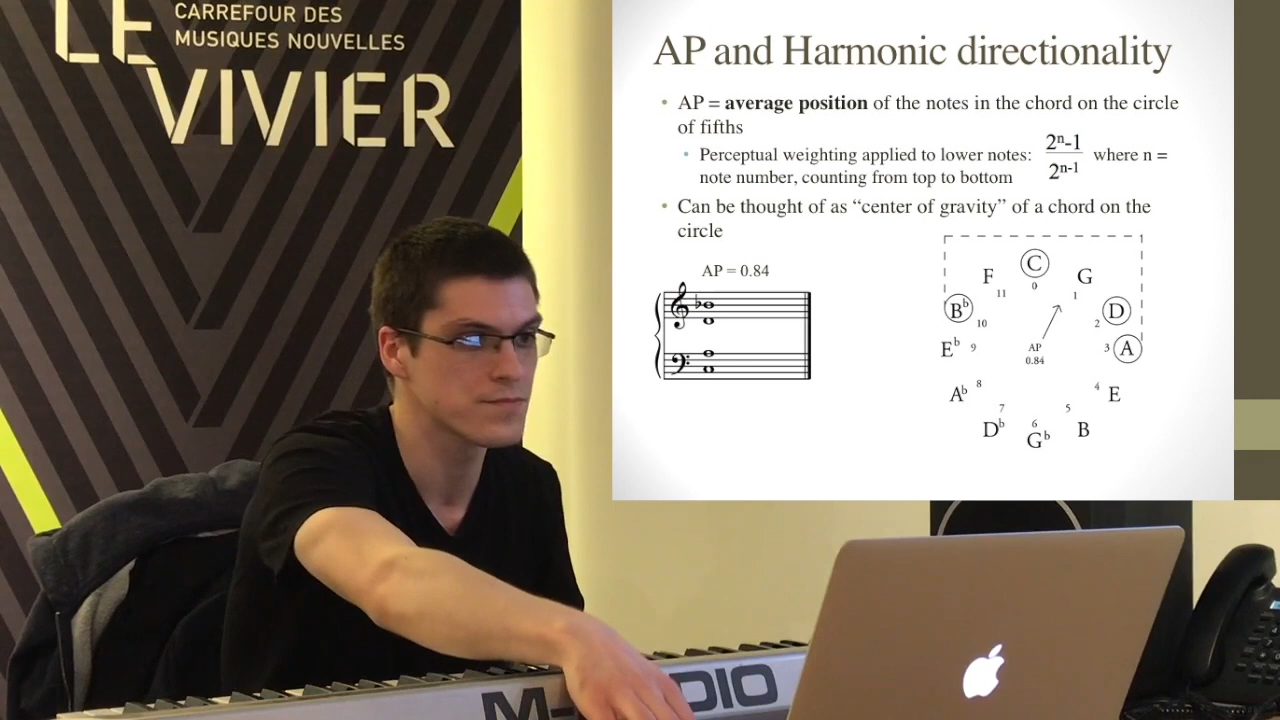 LE
CARREFOUR DES
MUSIQUES NOUVELLES
VIVIER
AP and Harmonic directionality
• AP = average position of the notes in the chord on the circle
of fifths
• Perceptual weighting applied to lower notes: 2ⁿ-1 / 2ⁿ⁻¹ where n =
note number, counting from top to bottom
• Can be thought of as “center of gravity” of a chord on the
circle
AP = 0.84
C
0
F
11
G
1
Bb
10
D
2
Eb
9
A
3
AP
0.84
Ab
8
E
4
Db
7
Gb
6
B
5
M-
DIO